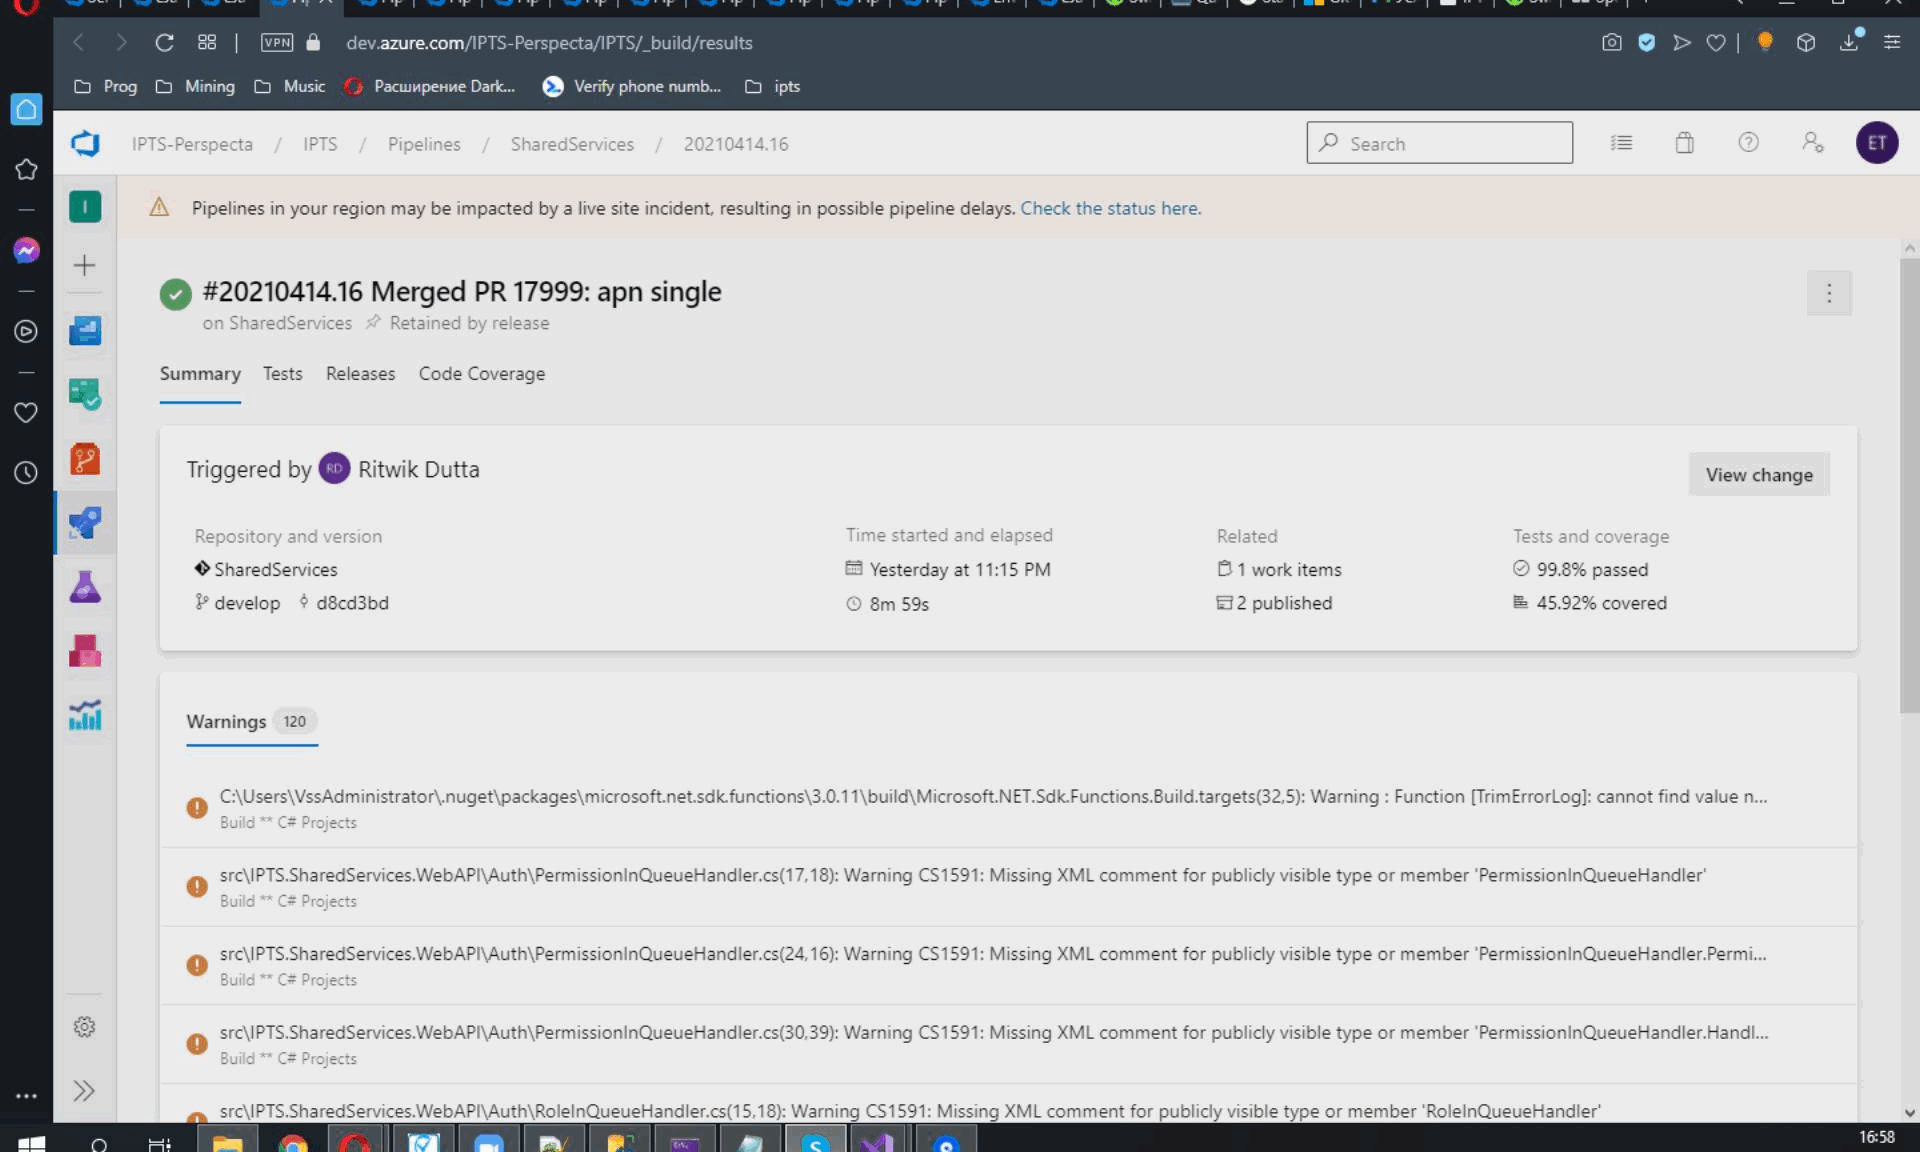 VPN
dev.azure.com/IPTS-Perspecta/IPTS/_build/results
Prog
Mining
Music
Расширение Dark...
Verify phone numb...
ipts
IPTS-Perspecta / IPTS / Pipelines / SharedServices / 20210414.16
Search
ET
I
Pipelines in your region may be impacted by a live site incident, resulting in possible pipeline delays. Check the status here.
#20210414.16 Merged PR 17999: apn single
on SharedServices Retained by release
Summary Tests Releases Code Coverage
Triggered by RD Ritwik Dutta
View change
Repository and version
SharedServices
develop d8cd3bd
Time started and elapsed
Yesterday at 11:15 PM
8m 59s
Related
1 work items
2 published
Tests and coverage
99.8% passed
45.92% covered
Warnings 120
C:\Users\VssAdministrator\.nuget\packages\microsoft.net.sdk.functions\3.0.11\build\Microsoft.NET.Sdk.Functions.Build.targets(32,5): Warning : Function [TrimErrorLog]: cannot find value n...
Build ** C# Projects
src\IPTS.SharedServices.WebAPI\Auth\PermissionInQueueHandler.cs(17,18): Warning CS1591: Missing XML comment for publicly visible type or member 'PermissionInQueueHandler'
Build ** C# Projects
src\IPTS.SharedServices.WebAPI\Auth\PermissionInQueueHandler.cs(24,16): Warning CS1591: Missing XML comment for publicly visible type or member 'PermissionInQueueHandler.Permi...
Build ** C# Projects
src\IPTS.SharedServices.WebAPI\Auth\PermissionInQueueHandler.cs(30,39): Warning CS1591: Missing XML comment for publicly visible type or member 'PermissionInQueueHandler.Handl...
Build ** C# Projects
src\IPTS.SharedServices.WebAPI\Auth\RoleInQueueHandler.cs(15,18): Warning CS1591: Missing XML comment for publicly visible type or member 'RoleInQueueHandler'
16:58